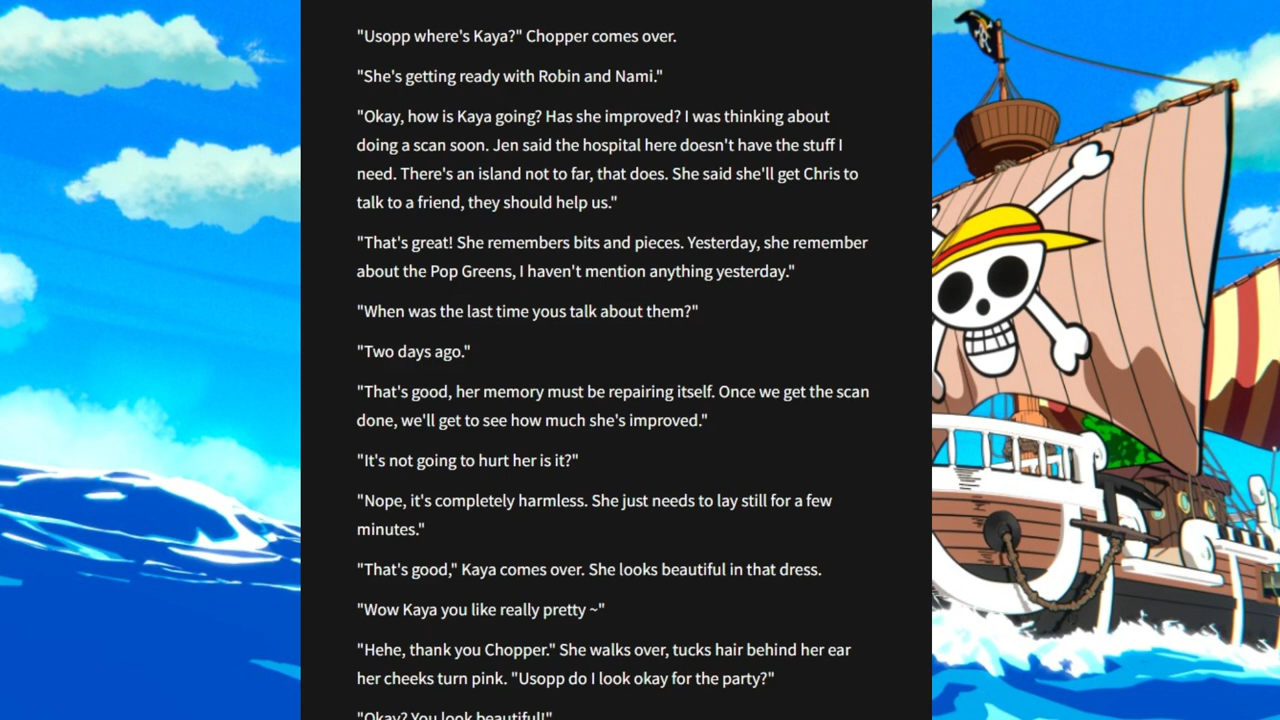 "Usopp where's Kaya?" Chopper comes over.
"She's getting ready with Robin and Nami."
"Okay, how is Kaya going? Has she improved? I was thinking about
doing a scan soon. Jen said the hospital here doesn't have the stuff I
need. There's an island not to far, that does. She said she'll get Chris to
talk to a friend, they should help us."
"That's great! She remembers bits and pieces. Yesterday, she remember
about the Pop Greens, I haven't mention anything yesterday."
"When was the last time yous talk about them?"
"Two days ago."
"That's good, her memory must be repairing itself. Once we get the scan
done, we'll get to see how much she's improved."
"It's not going to hurt her is it?"
"Nope, it's completely harmless. She just needs to lay still for a few
minutes."
"That's good," Kaya comes over. She looks beautiful in that dress.
"Wow Kaya you like really pretty ~"
"Hehe, thank you Chopper." She walks over, tucks hair behind her ear
her cheeks turn pink. "Usopp do I look okay for the party?"
"Okay? You look beautiful!"